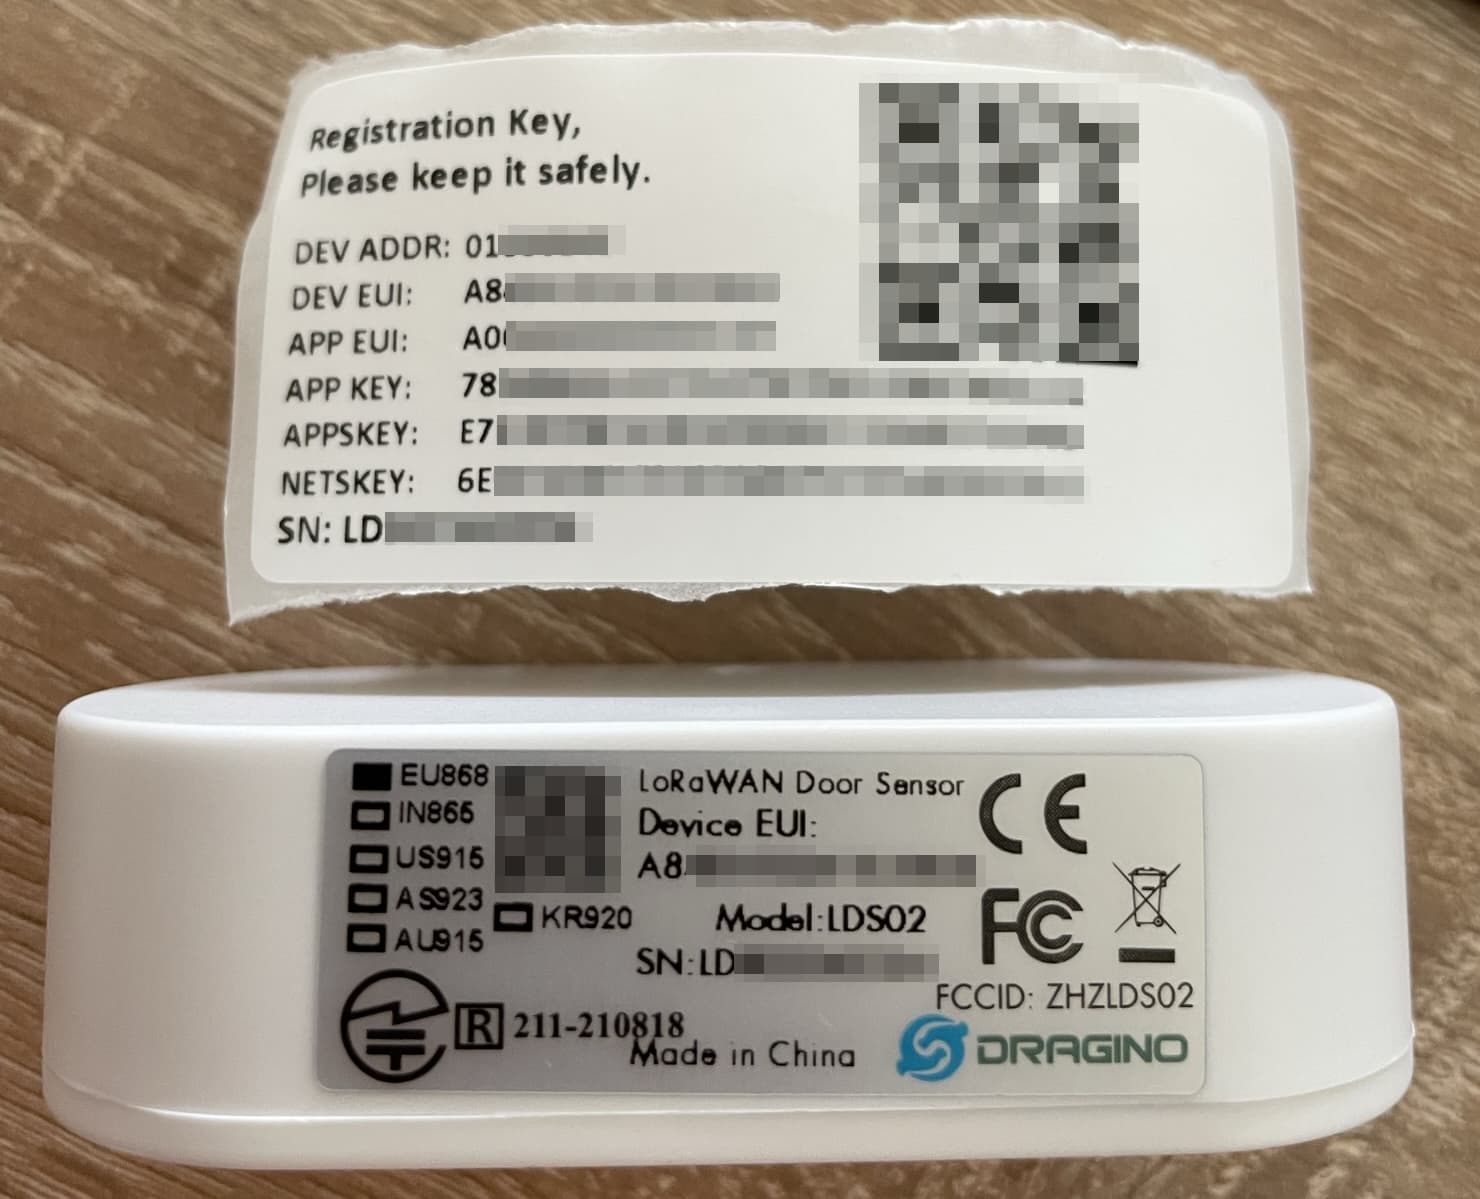 Registration Key,
Please keep it safely.
DEV ADDR: 01
DEV EUI: A8
APP EUI: A0
APP KEY: 78
APPSKEY: E7
NETSKEY: 6E
SN: LD
EU868
IN865
US915
AS923
AU915
KR920
LoRaWAN Door Sensor
Device EUI:
A8
Model:LDS02
SN:LD
CE
FC
FCCID: ZHZLDS02
R 211-210818
Made in China
DRAGINO